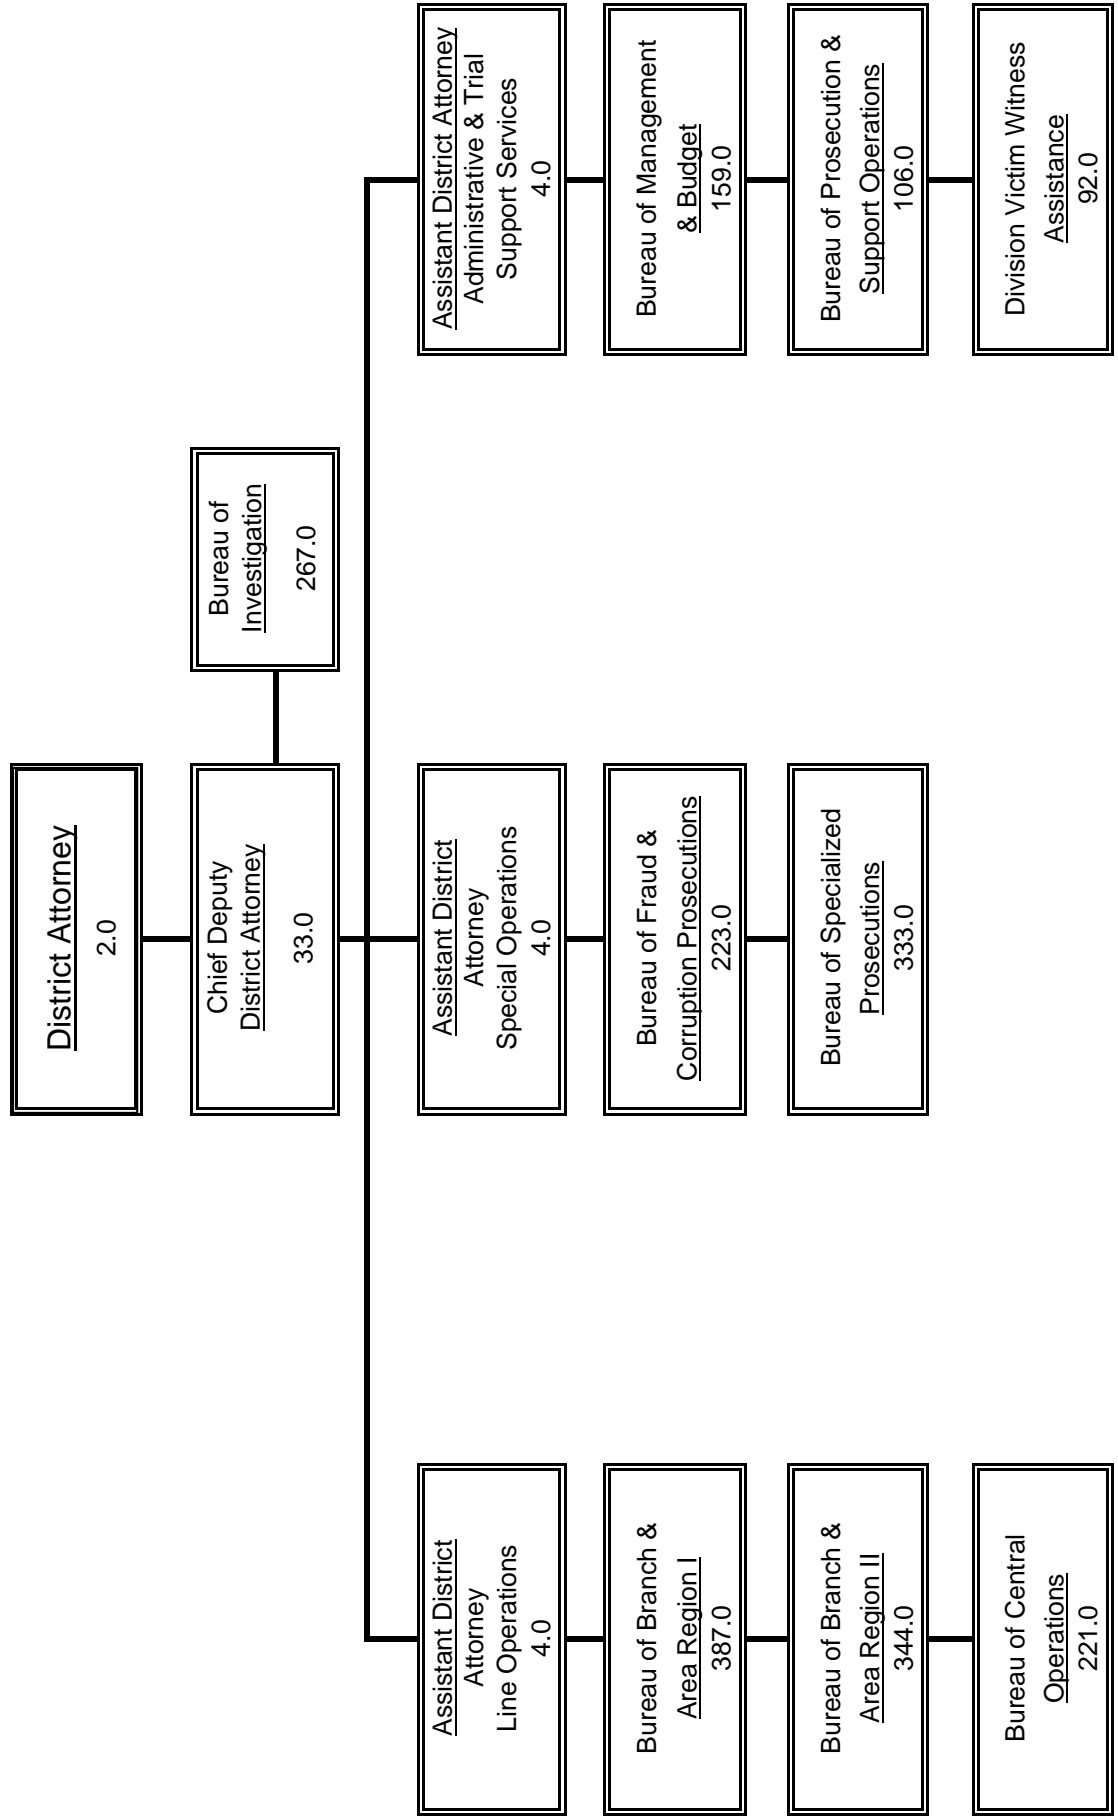 District Attorney
2.0
Chief Deputy
District Attorney
33.0
Bureau of
Investigation
267.0
Assistant District
Attorney
Line Operations
4.0
Bureau of Branch &
Area Region I
387.0
Bureau of Branch &
Area Region II
344.0
Bureau of Central
Operations
221.0
Assistant District
Attorney
Special Operations
4.0
Bureau of Fraud &
Corruption Prosecutions
223.0
Bureau of Specialized
Prosecutions
333.0
Assistant District Attorney
Administrative & Trial
Support Services
4.0
Bureau of Management
& Budget
159.0
Bureau of Prosecution &
Support Operations
106.0
Division Victim Witness
Assistance
92.0